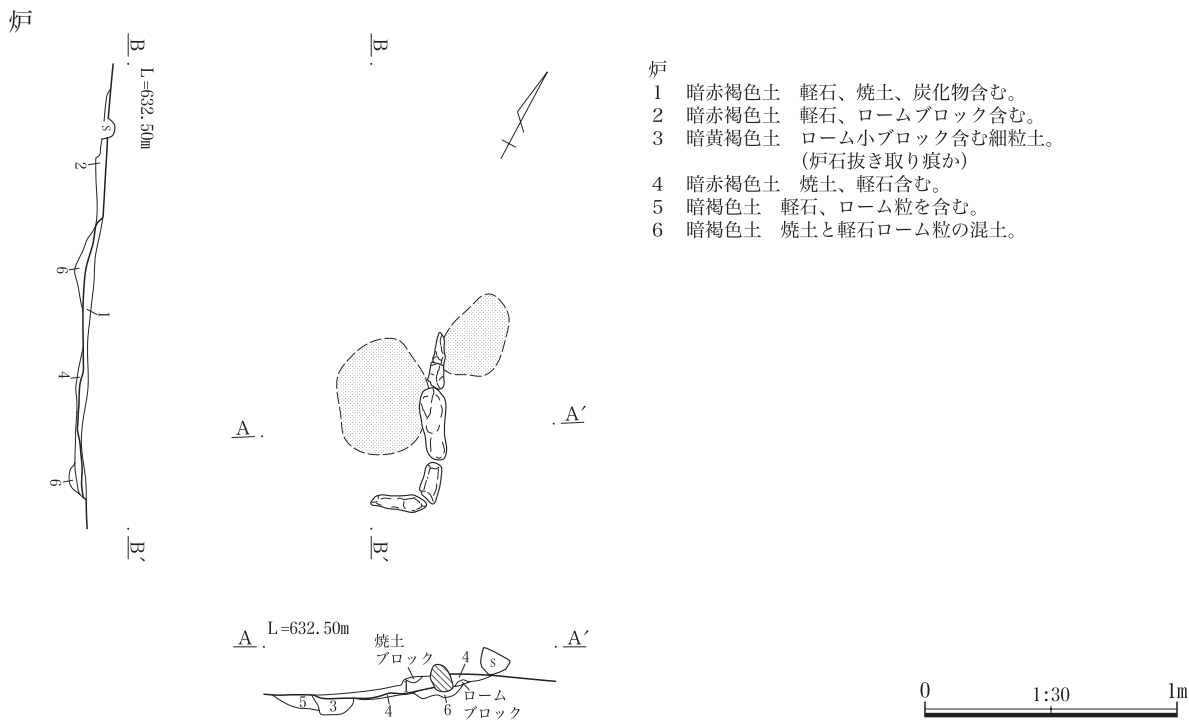 炉
B
L=632.50m
S
2
6
1
4
6
B′
B
A
A′
B′
炉
1 暗赤褐色土 軽石、焼土、炭化物含む。
2 暗赤褐色土 軽石、ロームブロック含む。
3 暗黄褐色土 ローム小ブロック含む細粒土。
(炉石抜き取り痕か)
4 暗赤褐色土 焼土、軽石含む。
5 暗褐色土 軽石、ローム粒を含む。
6 暗褐色土 焼土と軽石ローム粒の混土。
A
L=632.50m
A′
焼土
ブロック
4
S
5
3
4
6
ローム
ブロック
0
1:30
1m